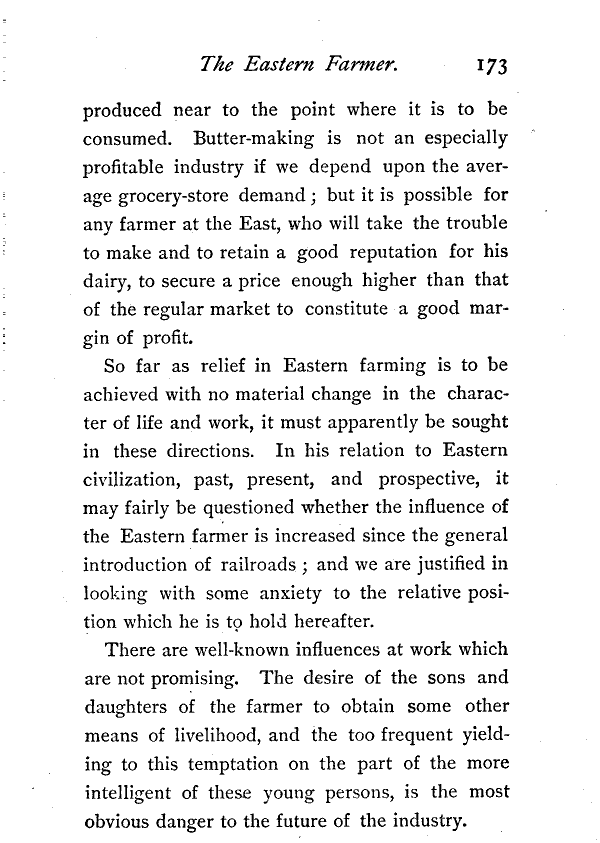 The Eastern Farmer. 173
produced near to the point where it is to be
consumed. Butter-making is not an especially
profitable industry if we depend upon the aver-
age grocery-store demand ; but it is possible for
any farmer at the East, who will take the trouble
to make and to retain a good reputation for his
dairy, to secure a price enough higher than that
of the regular market to constitute a good mar-
gin of profit.
So far as relief in Eastern farming is to be
achieved with no material change in the charac-
ter of life and work, it must apparently be sought
in these directions. In his relation to Eastern
civilization, past, present, and prospective, it
may fairly be questioned whether the influence of
the Eastern farmer is increased since the general
introduction of railroads ; and we are justified in
looking with some anxiety to the relative posi-
tion which he is to hold hereafter.
There are well-known influences at work which
are not promising. The desire of the sons and
daughters of the farmer to obtain some other
means of livelihood, and the too frequent yield-
ing to this temptation on the part of the more
intelligent of these young persons, is the most
obvious danger to the future of the industry.